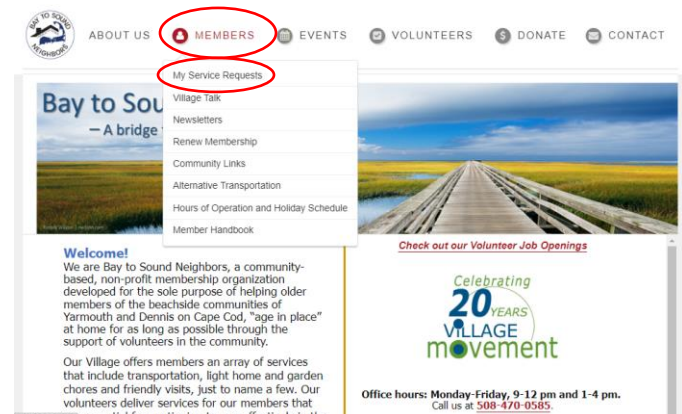 BAY TO SOUND
NEIGHBORS
ABOUT US
MEMBERS
EVENTS
VOLUNTEERS
DONATE
CONTACT
My Service Requests
Village Talk
Newsletters
Renew Membership
Community Links
Alternative Transportation
Hours of Operation and Holiday Schedule
Member Handbook
Bay to Sou
— A bridge
Welcome!
We are Bay to Sound Neighbors, a community-
based, non-profit membership organization
developed for the sole purpose of helping older
members of the beachside communities of
Yarmouth and Dennis on Cape Cod, "age in place"
at home for as long as possible through the
support of volunteers in the community.
Our Village offers members an array of services
that include transportation, light home and garden
chores and friendly visits, just to name a few. Our
volunteers deliver services for our members that
Check out our Volunteer Job Openings
Celebrating
20 YEARS
VILLAGE
movement
Office hours: Monday-Friday, 9-12 pm and 1-4 pm.
Call us at 508-470-0585.